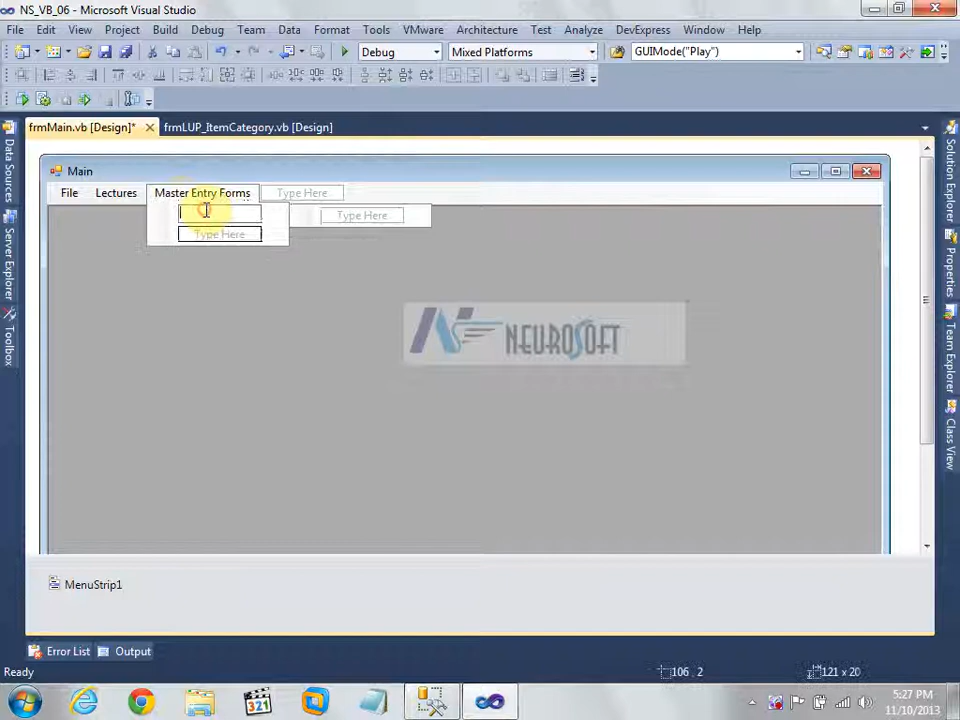 NS_VB_06 - Microsoft Visual Studio
File Edit View Project Build Debug Team Data Format Tools VMware Architecture Test Analyze DevExpress Window Help
Debug Mixed Platforms GUIMode("Play")
frmMain.vb [Design]* frmLUP_ItemCategory.vb [Design]
Data Sources
Server Explorer
Toolbox
Main
File Lectures Master Entry Forms Type Here
Type Here
Type Here
NEUROSOFT
MenuStrip1
Solution Explorer
Properties
Team Explorer
Class View
Error List Output
Ready 106 , 2 121 x 20
321
5:27 PM
11/10/2013